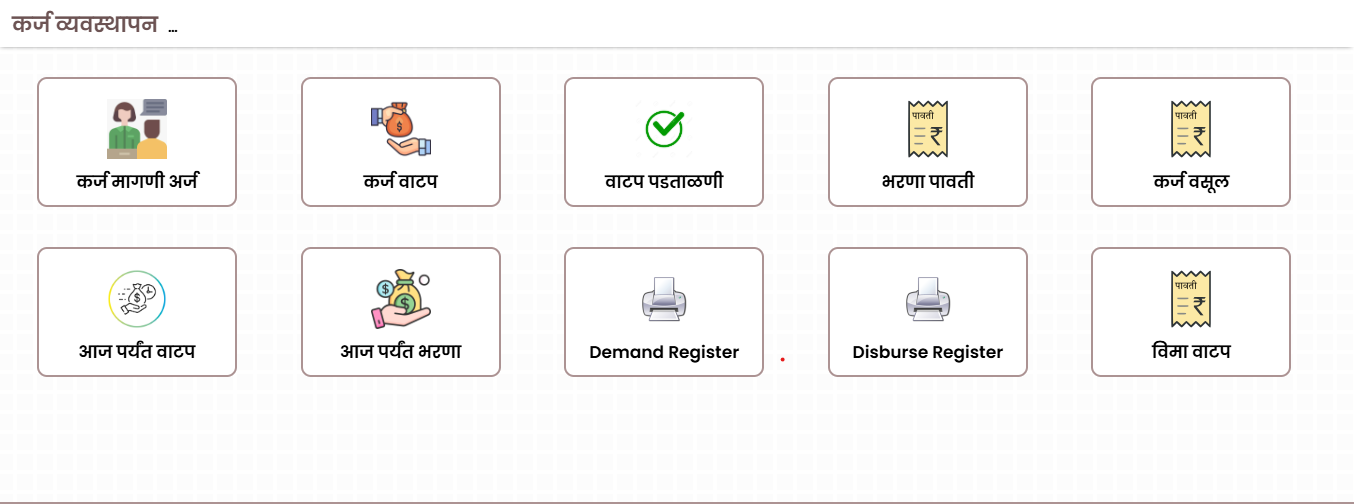 कर्ज व्यवस्थापन ...
कर्ज मागणी अर्ज
कर्ज वाटप
वाटप पडताळणी
पावती
₹
भरणा पावती
पावती
₹
कर्ज वसूल
आज पर्यंत वाटप
आज पर्यंत भरणा
Demand Register
Disburse Register
पावती
₹
विमा वाटप